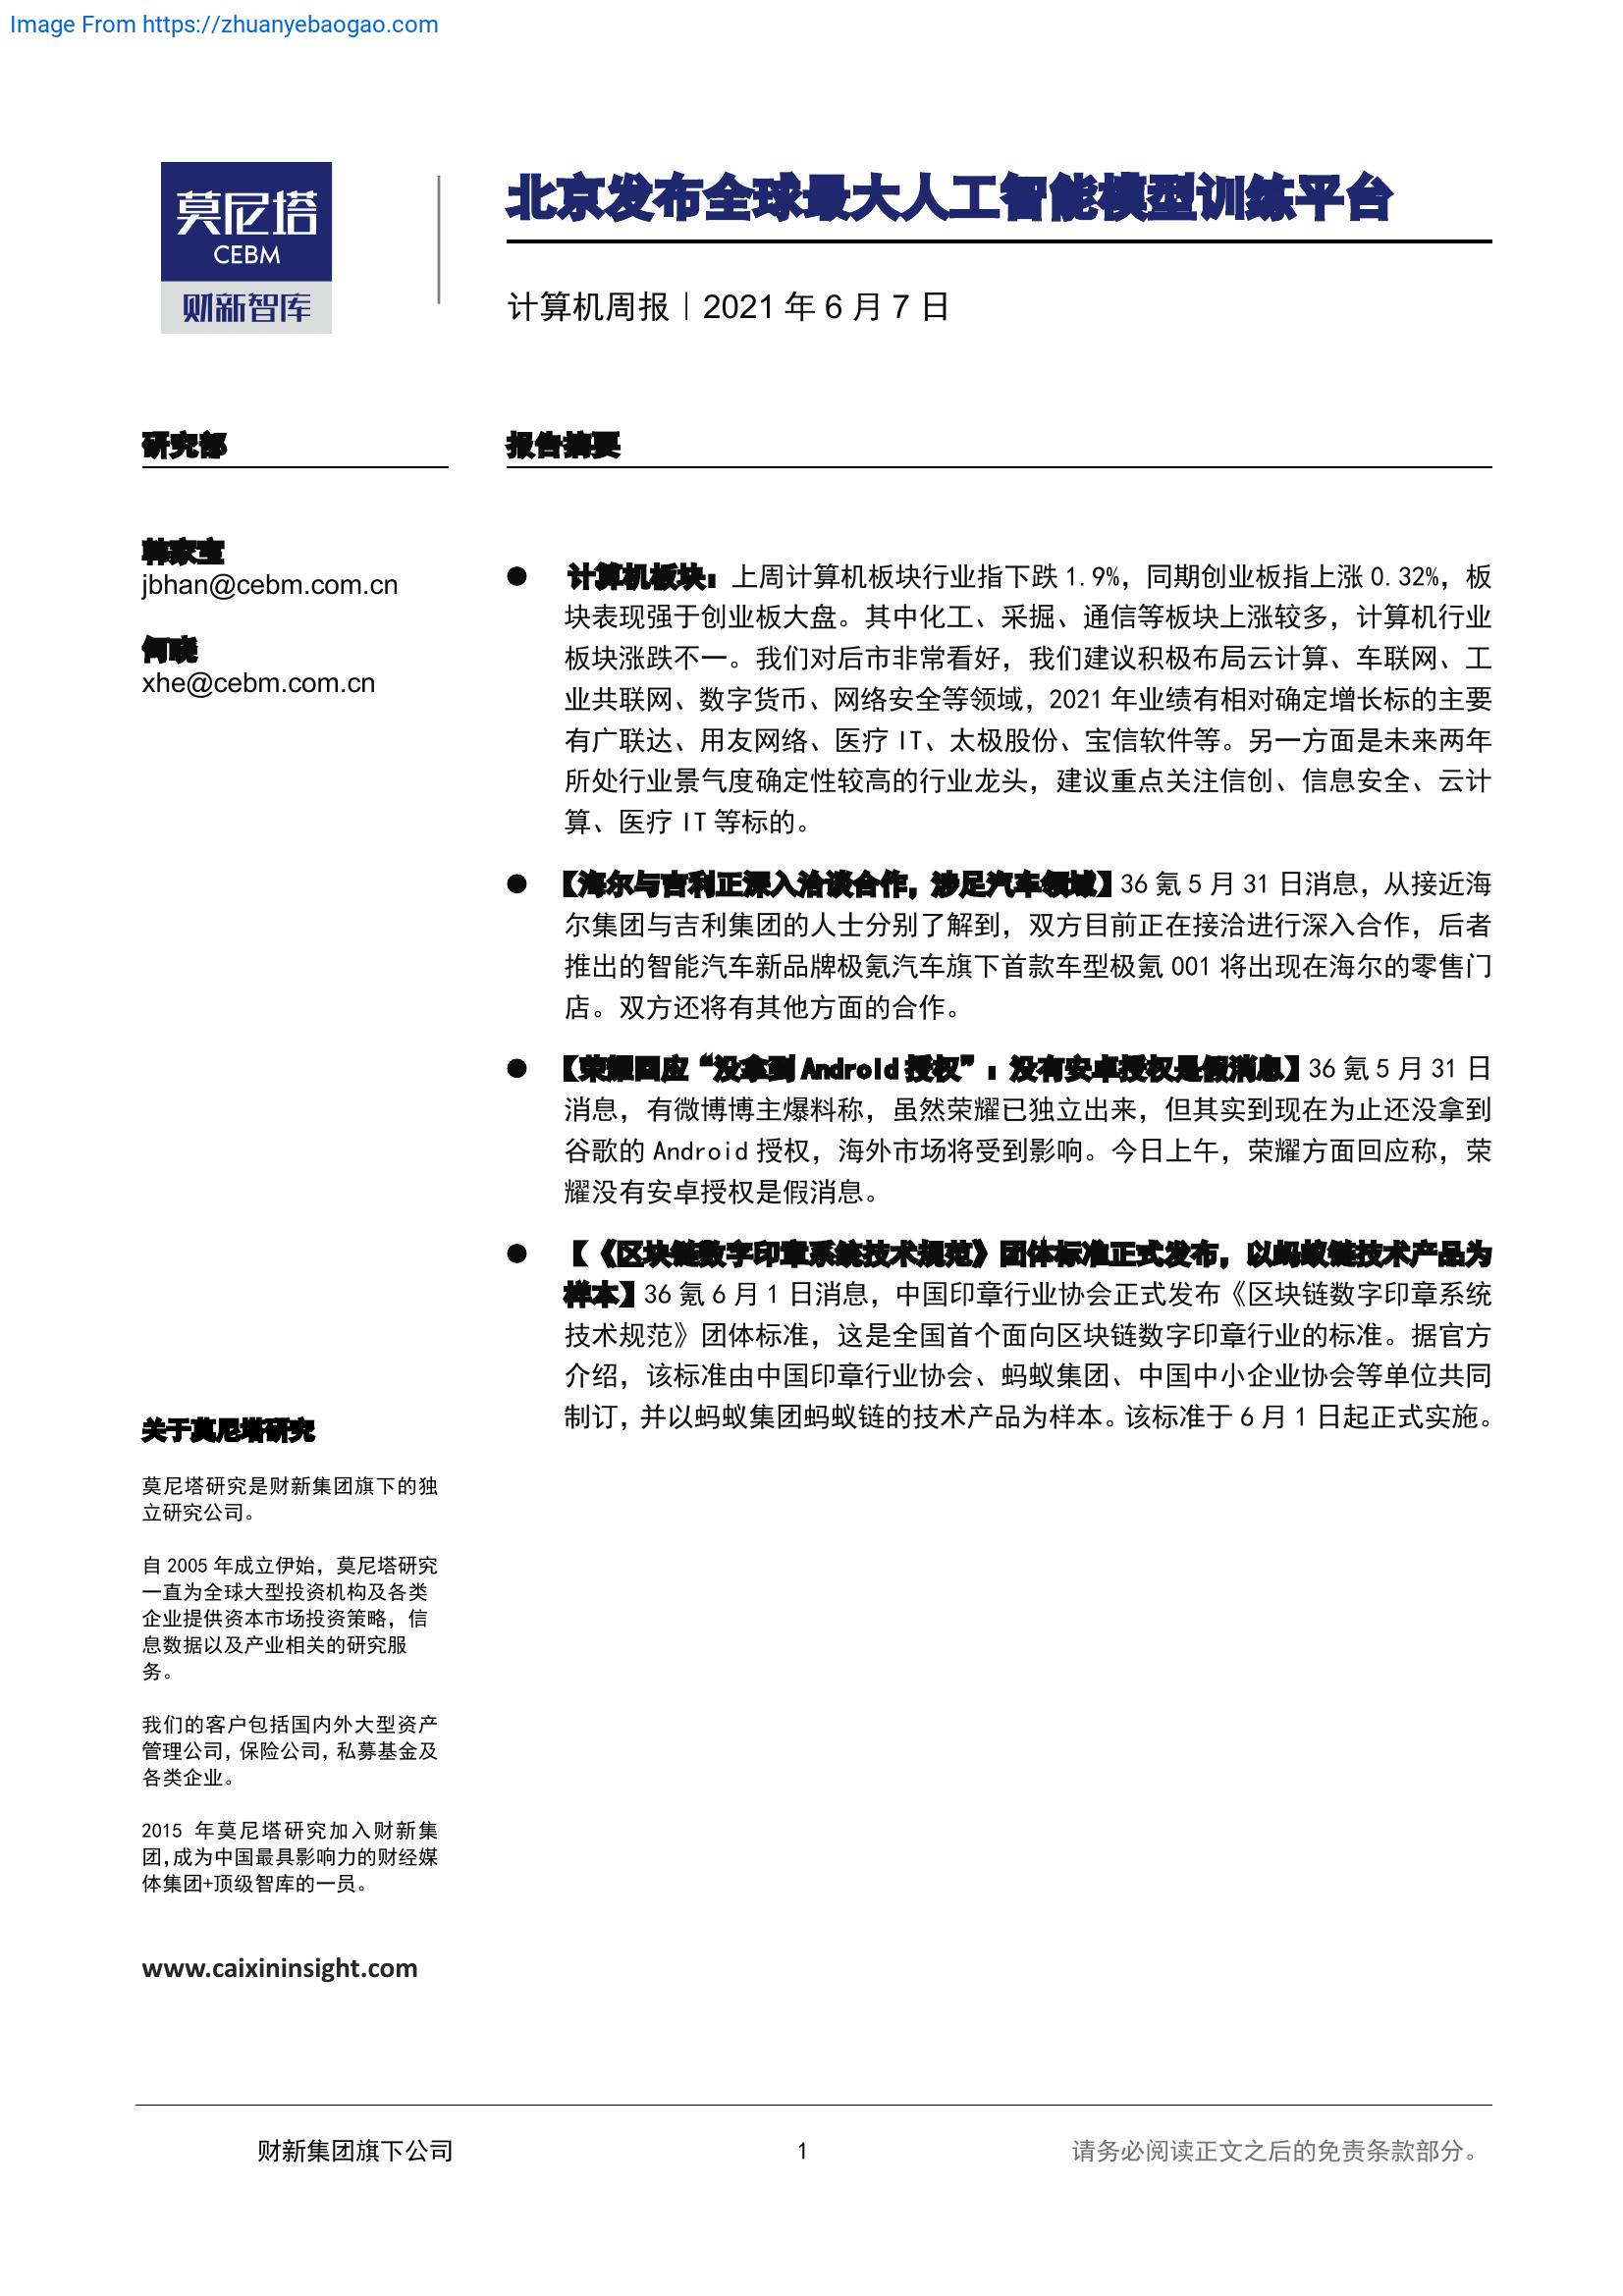 Image From https://zhuanyebaogao.com
莫尼塔
CEBM
财新智库
北京发布全球最大人工智能模型训练平台
计算机周报｜2021 年 6 月 7 日
研究部
韩家宝
jbhan@cebm.com.cn
何晓
xhe@cebm.com.cn
报告摘要
● 计算机板块：上周计算机板块行业指下跌 1.9%，同期创业板指上涨 0.32%，板
块表现强于创业板大盘。其中化工、采掘、通信等板块上涨较多，计算机行业
板块涨跌不一。我们对后市非常看好，我们建议积极布局云计算、车联网、工
业共联网、数字货币、网络安全等领域，2021 年业绩有相对确定增长标的主要
有广联达、用友网络、医疗 IT、太极股份、宝信软件等。另一方面是未来两年
所处行业景气度确定性较高的行业龙头，建议重点关注信创、信息安全、云计
算、医疗 IT 等标的。
● 【海尔与吉利正深入洽谈合作，涉足汽车领域】36 氪 5 月 31 日消息，从接近海
尔集团与吉利集团的人士分别了解到，双方目前正在接洽进行深入合作，后者
推出的智能汽车新品牌极氪汽车旗下首款车型极氪 001 将出现在海尔的零售门
店。双方还将有其他方面的合作。
● 【荣耀回应“没拿到 Android 授权”：没有安卓授权是假消息】36 氪 5 月 31 日
消息，有微博博主爆料称，虽然荣耀已独立出来，但其实到现在为止还没拿到
谷歌的 Android 授权，海外市场将受到影响。今日上午，荣耀方面回应称，荣
耀没有安卓授权是假消息。
● 【《区块链数字印章系统技术规范》团体标准正式发布，以蚂蚁链技术产品为
样本】36 氪 6 月 1 日消息，中国印章行业协会正式发布《区块链数字印章系统
技术规范》团体标准，这是全国首个面向区块链数字印章行业的标准。据官方
介绍，该标准由中国印章行业协会、蚂蚁集团、中国中小企业协会等单位共同
制订，并以蚂蚁集团蚂蚁链的技术产品为样本。该标准于 6 月 1 日起正式实施。
关于莫尼塔研究
莫尼塔研究是财新集团旗下的独
立研究公司。
自 2005 年成立伊始，莫尼塔研究
一直为全球大型投资机构及各类
企业提供资本市场投资策略，信
息数据以及产业相关的研究服
务。
我们的客户包括国内外大型资产
管理公司，保险公司，私募基金及
各类企业。
2015 年莫尼塔研究加入财新集
团，成为中国最具影响力的财经媒
体集团+顶级智库的一员。
www.caixininsight.com
财新集团旗下公司
1
请务必阅读正文之后的免责条款部分。